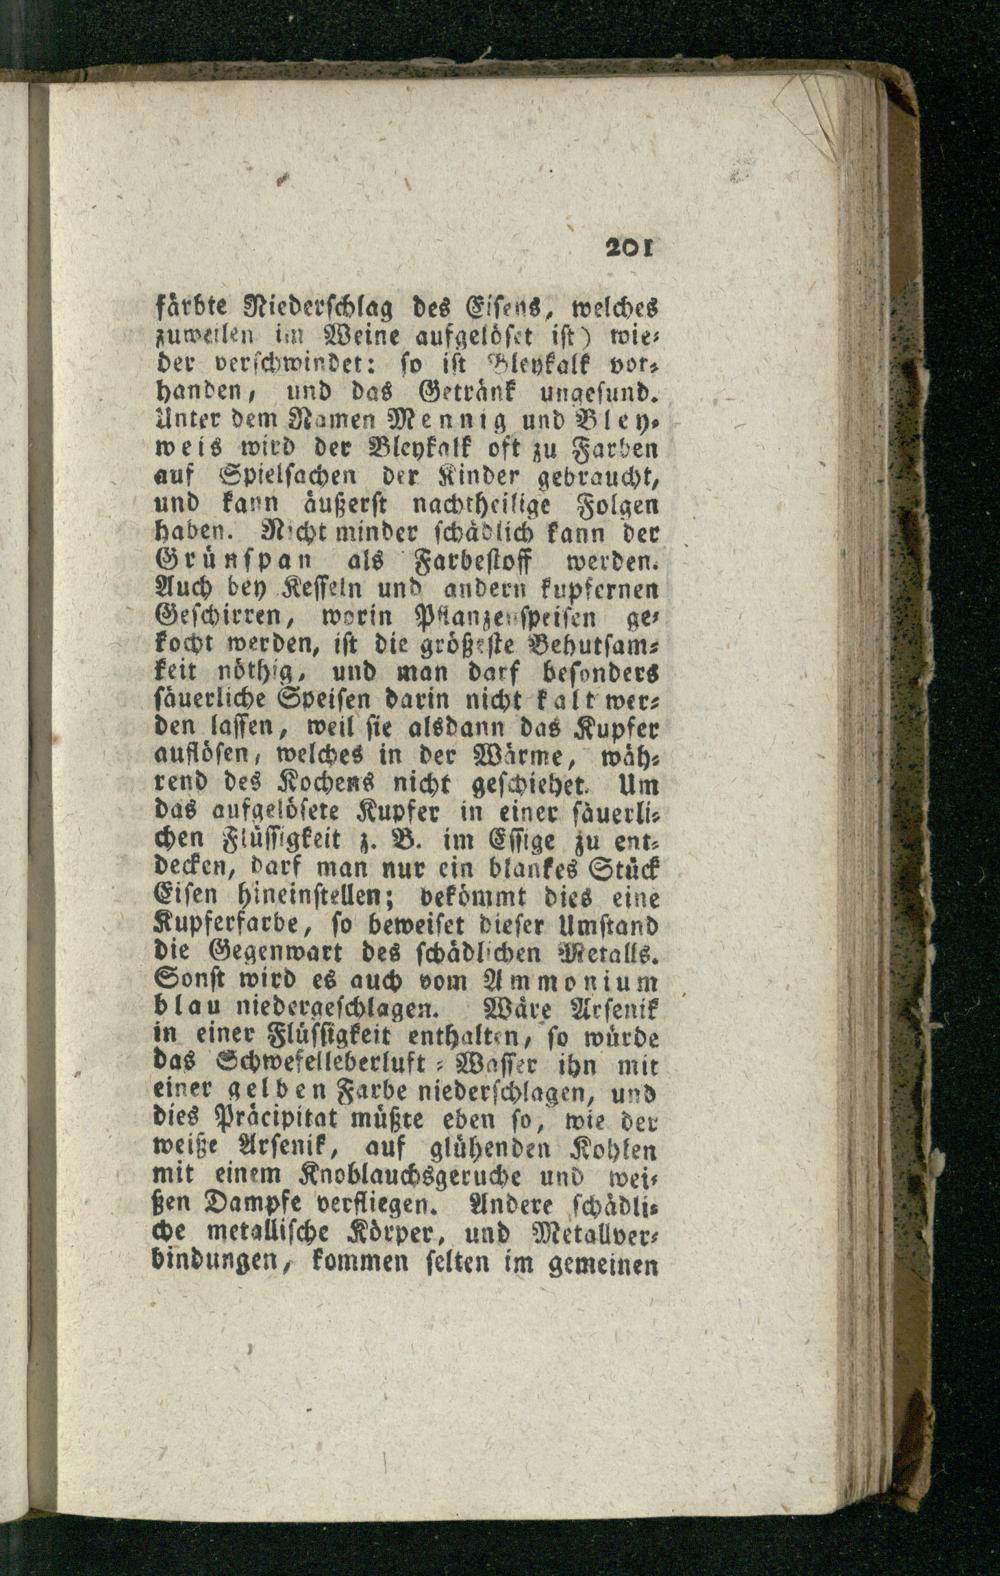 201
färbte Niederschlag des Eisens, welches
zuweilen im Weine aufgelöset ist) wie-
der verschwindet: so ist Bleykalk vor-
handen, und das Getränk ungesund.
Unter dem Namen Mennig und Bley-
weis wird der Bleykalk oft zu Farben
auf Spielsachen der Kinder gebraucht,
und kann äußerst nachtheilige Folgen
haben. Nicht minder schädlich kann der
Grünspan als Farbestoff werden.
Auch bey Kesseln und andern kupfernen
Geschirren, worin Pflanzenspeisen ge-
kocht werden, ist die größeste Behutsam-
keit nöthig, und man darf besonders
säuerliche Speisen darin nicht kalt wer-
den lassen, weil sie alsdann das Kupfer
auflösen, welches in der Wärme, wäh-
rend des Kochens nicht geschiehet. Um
das aufgelösete Kupfer in einer säuerli-
chen Flüssigkeit z. B. im Essige zu ent-
decken, darf man nur ein blankes Stück
Eisen hineinstellen; bekömmt dies eine
Kupferfarbe, so beweiset dieser Umstand
die Gegenwart des schädlichen Metalls.
Sonst wird es auch vom Ammonium
blau niedergeschlagen. Wäre Arsenik
in einer Flüssigkeit enthalten, so würde
das Schwefelleberluft-Wasser ihn mit
einer gelben Farbe niederschlagen, und
dies Präcipitat müßte eben so, wie der
weiße Arsenik, auf glühenden Kohlen
mit einem Knoblauchsgeruche und wei-
ßen Dampfe verfliegen. Andere schädli-
che metallische Körper, und Metallver-
bindungen, kommen selten im gemeinen